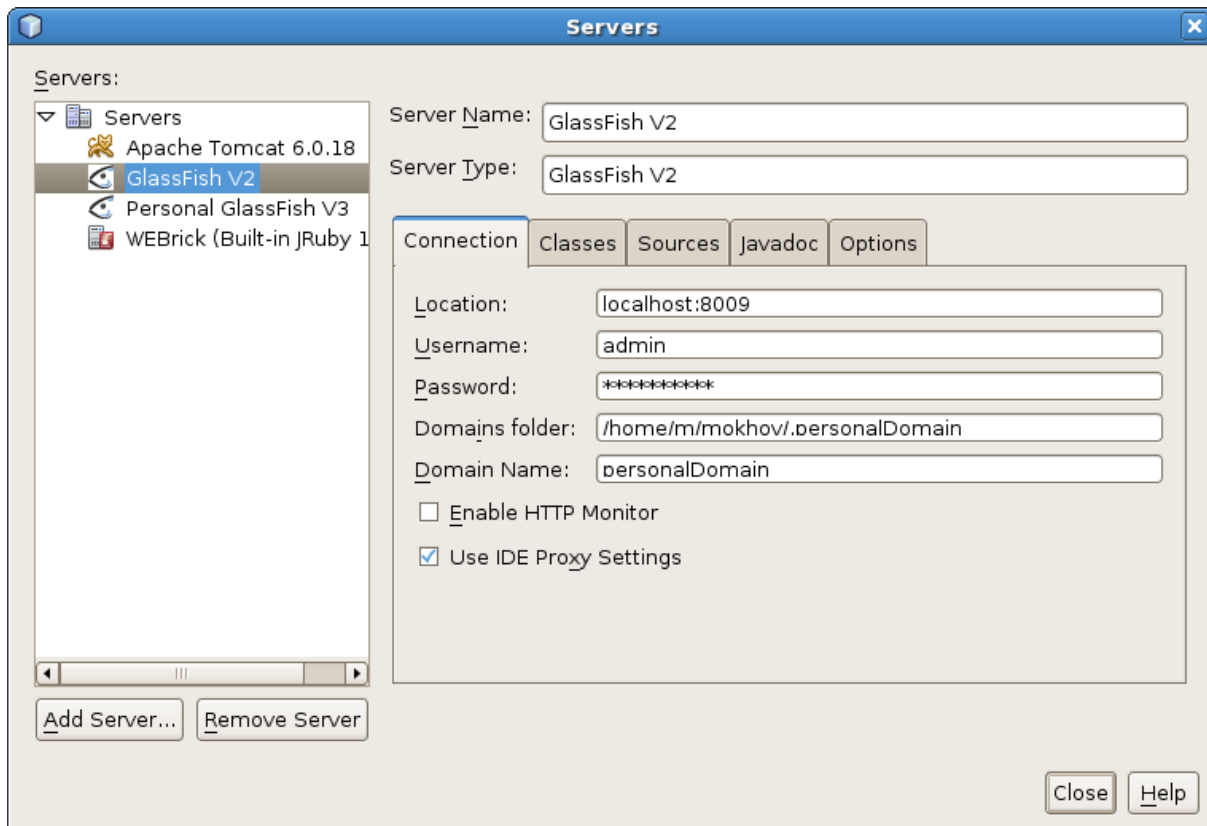 Servers
Servers:
Servers
Apache Tomcat 6.0.18
GlassFish V2
Personal GlassFish V3
WEBrick (Built-in JRuby 1
Add Server...
Remove Server
Server Name: GlassFish V2
Server Type: GlassFish V2
Connection Classes Sources Javadoc Options
Location: localhost:8009
Username: admin
Password: ***********
Domains folder: /home/m/mokhov/.personalDomain
Domain Name: personalDomain
Enable HTTP Monitor
Use IDE Proxy Settings
Close Help